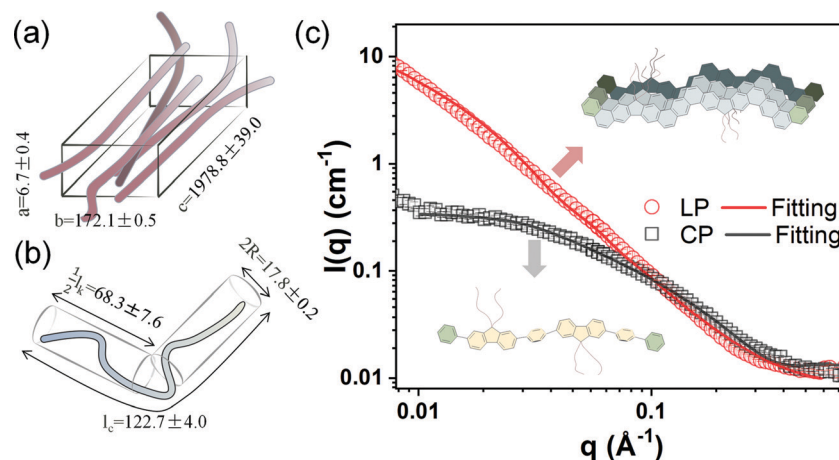 (a)
a=6.7±0.4
b=172.1±0.5
c=1978.8±39.0
(b)
½lₖ=68.3±7.6
2R=17.8±0.2
l_c=122.7±4.0
(c)
I(q) (cm⁻¹)
10
1
0.1
0.01
LP Fitting
CP Fitting
0.01 0.1
q (Å⁻¹)